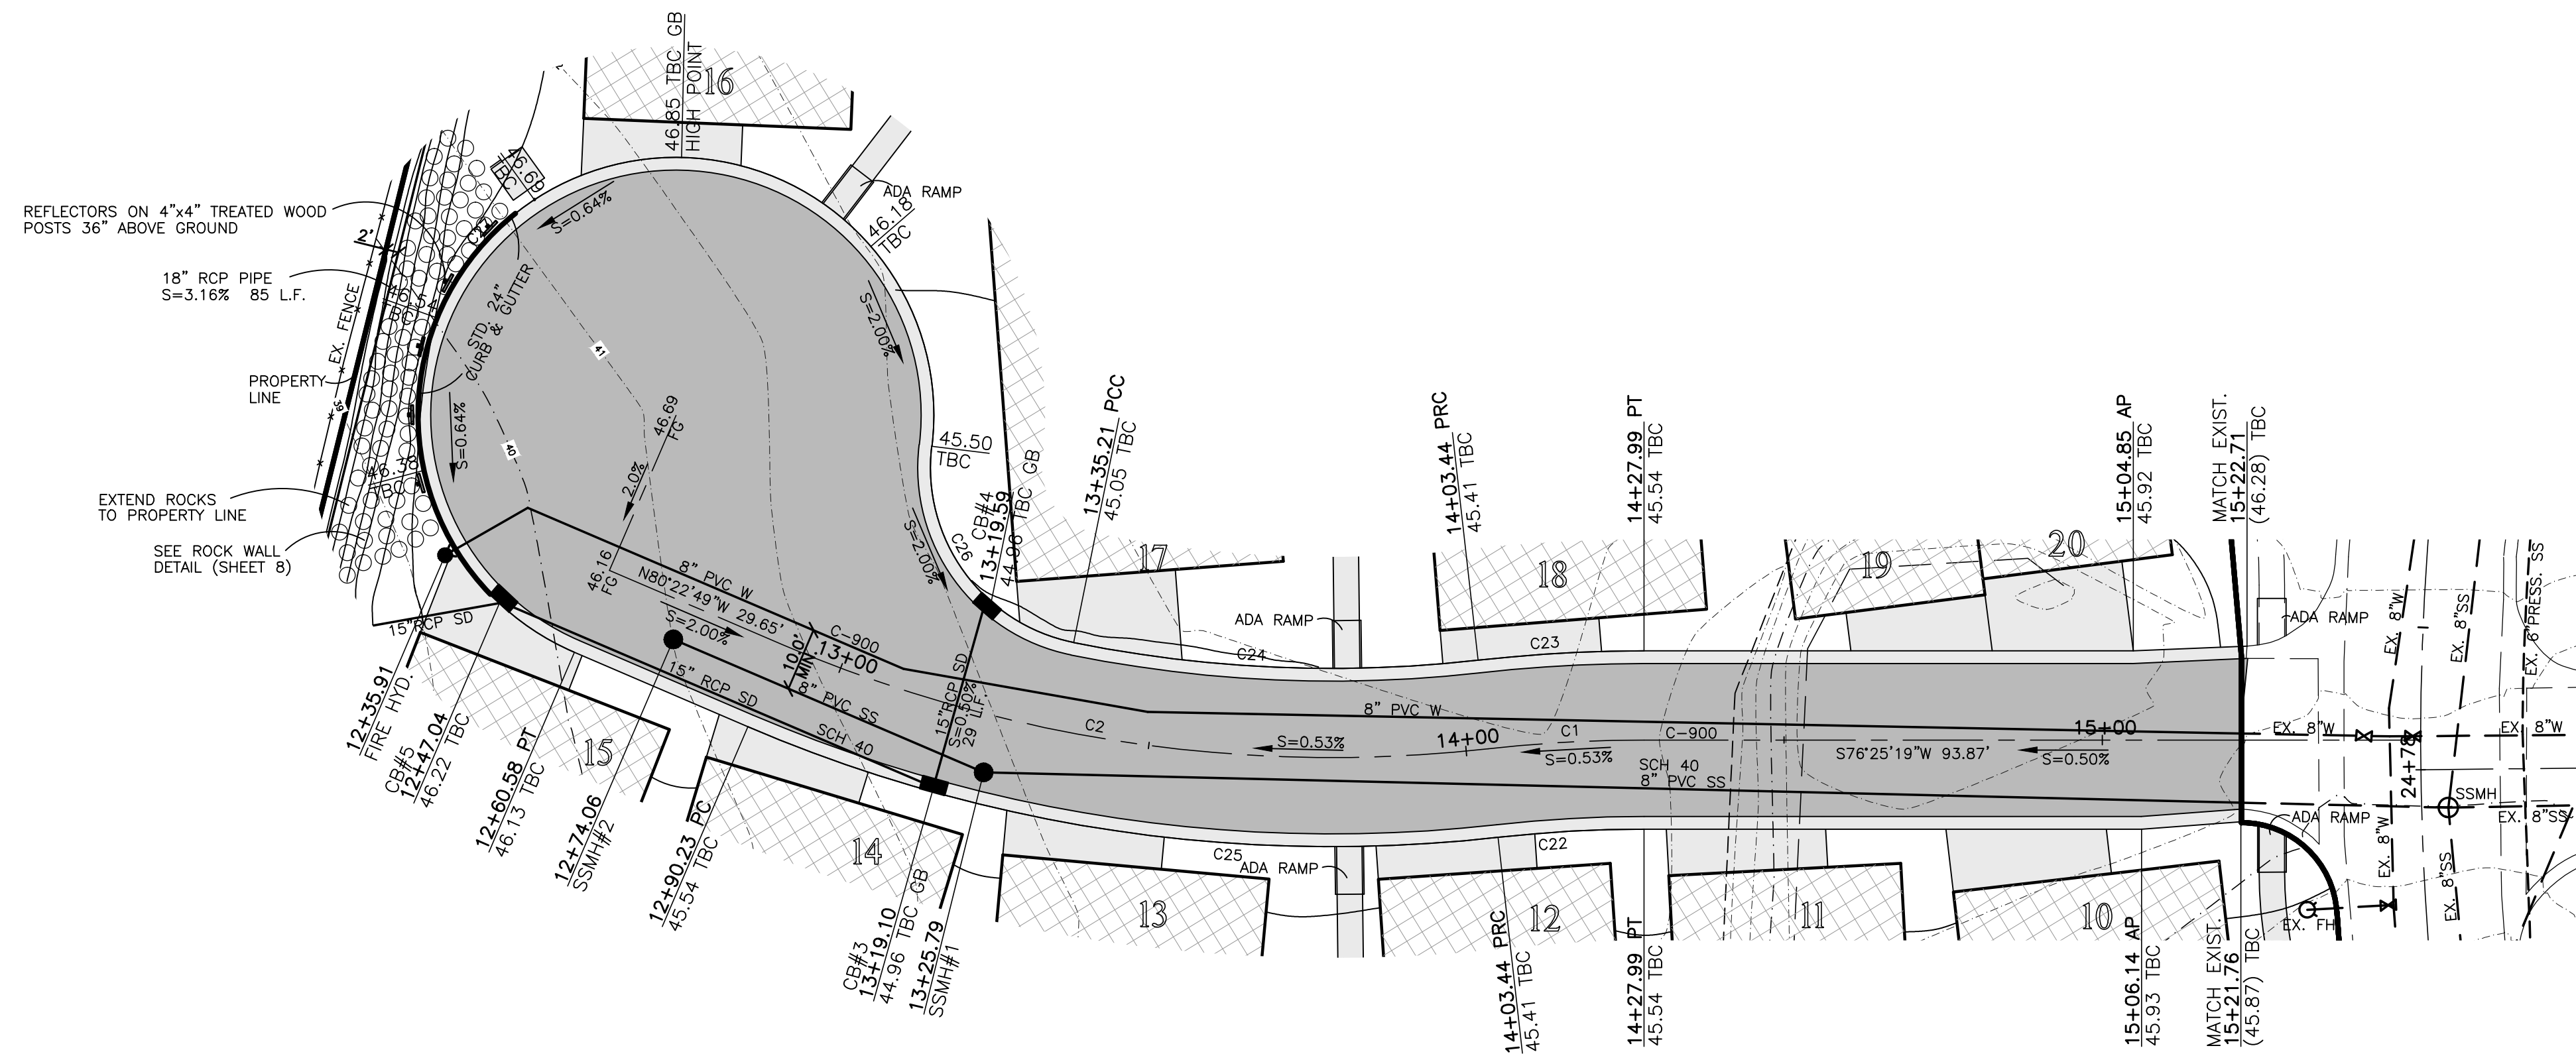 46.85 TBC GB
HIGH POINT
16
46.69
TBC
ADA RAMP
46.18
TBC
REFLECTORS ON 4"x4" TREATED WOOD
POSTS 36" ABOVE GROUND
2'
18" RCP PIPE
S=3.16% 85 L.F.
EX. FENCE
PROPERTY
LINE
39
EXTEND ROCKS
TO PROPERTY LINE
SEE ROCK WALL
DETAIL (SHEET 8)
S=0.64%
STD. 24"
CURB & GUTTER
S=0.64%
46.38
TBC
41
40
46.69
FG
2.0%
46.16
FG
S=2.00%
45.50
TBC
S=2.00%
C26
CB#4
13+19.59
44.96 TBC GB
13+35.21 PCC
45.05 TBC
17
14+03.44 PRC
45.41 TBC
18
14+27.99 PT
45.54 TBC
19
20
15+04.85 AP
45.92 TBC
MATCH EXIST.
15+22.71
(46.28) TBC
8" PVC W
N80°22'49"W 29.65'
S=2.00%
C-900
10.0'
MIN.
13+00
8" PVC SS
15" RCP SD
SCH 40
15"RCP SD
S=0.50%
29 L.F.
15"RCP SD
12+35.91
FIRE HYD.
CB#5
12+47.04
46.22 TBC
12+60.58 PT
46.13 TBC
12+74.06
SSMH#2
12+90.23 PC
45.54 TBC
15
14
CB#3
13+19.10
44.96 TBC GB
13+25.79
SSMH#1
13
C25
ADA RAMP
C24
ADA RAMP
C23
C22
C2
8" PVC W
S=0.53%
14+00
C1
S=0.53%
C-900
SCH 40
8" PVC SS
S76°25'19"W 93.87'
15+00
S=0.50%
12
14+03.44 PRC
45.41 TBC
14+27.99 PT
45.54 TBC
11
10
15+06.14 AP
45.93 TBC
MATCH EXIST.
15+21.76
(45.87) TBC
ADA RAMP
ADA RAMP
EX. 8"W
EX. 8"W
EX. 8"SS
EX. 6"PRESS. SS
EX. 8"W
24+78
SSMH
EX. 8"SS
EX. 8"W
EX. 8"SS
EX. FH